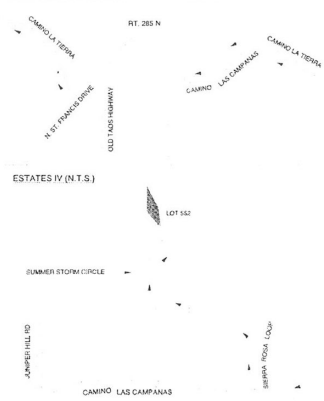 RT. 285 N
CAMINO LA TIERRA
CAMINO LA TIERRA
CAMINO LAS CAMPANAS
N. ST. FRANCIS DRIVE
OLD TAOS HIGHWAY
ESTATES IV (N.T.S.)
LOT 552
SUMMER STORM CIRCLE
JUNIPER HILL RD
SIERRA ROSA LOOP
CAMINO LAS CAMPANAS